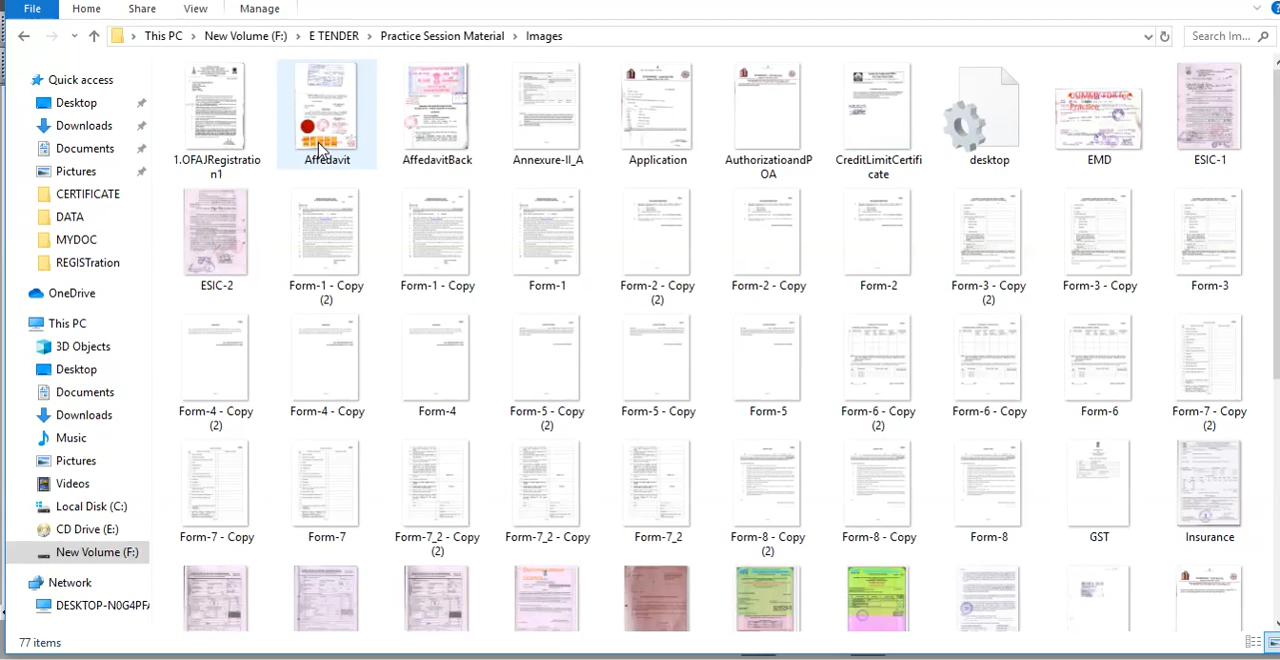 File Home Share View Manage
This PC New Volume (F:) E TENDER Practice Session Material Images Search Im...
Quick access
Desktop
Downloads
Documents
Pictures
CERTIFICATE
DATA
MYDOC
REGISTration
OneDrive
This PC
3D Objects
Desktop
Documents
Downloads
Music
Pictures
Videos
Local Disk (C:)
CD Drive (E:)
New Volume (F:)
Network
DESKTOP-N0G4PFA
1.OFAJRegistratio
n1
Affedavit
AffedavitBack
Annexure-II_A
Application
AuthorizatioandP
OA
CreditLimitCertifi
cate
desktop
EMD
ESIC-1
ESIC-2
Form-1 - Copy
(2)
Form-1 - Copy
Form-1
Form-2 - Copy
(2)
Form-2 - Copy
Form-2
Form-3 - Copy
(2)
Form-3 - Copy
Form-3
Form-4 - Copy
(2)
Form-4 - Copy
Form-4
Form-5 - Copy
(2)
Form-5 - Copy
Form-5
Form-6 - Copy
(2)
Form-6 - Copy
Form-6
Form-7 - Copy
(2)
Form-7 - Copy
Form-7
Form-7_2 - Copy
(2)
Form-7_2 - Copy
Form-7_2
Form-8 - Copy
(2)
Form-8 - Copy
Form-8
GST
Insurance
77 items